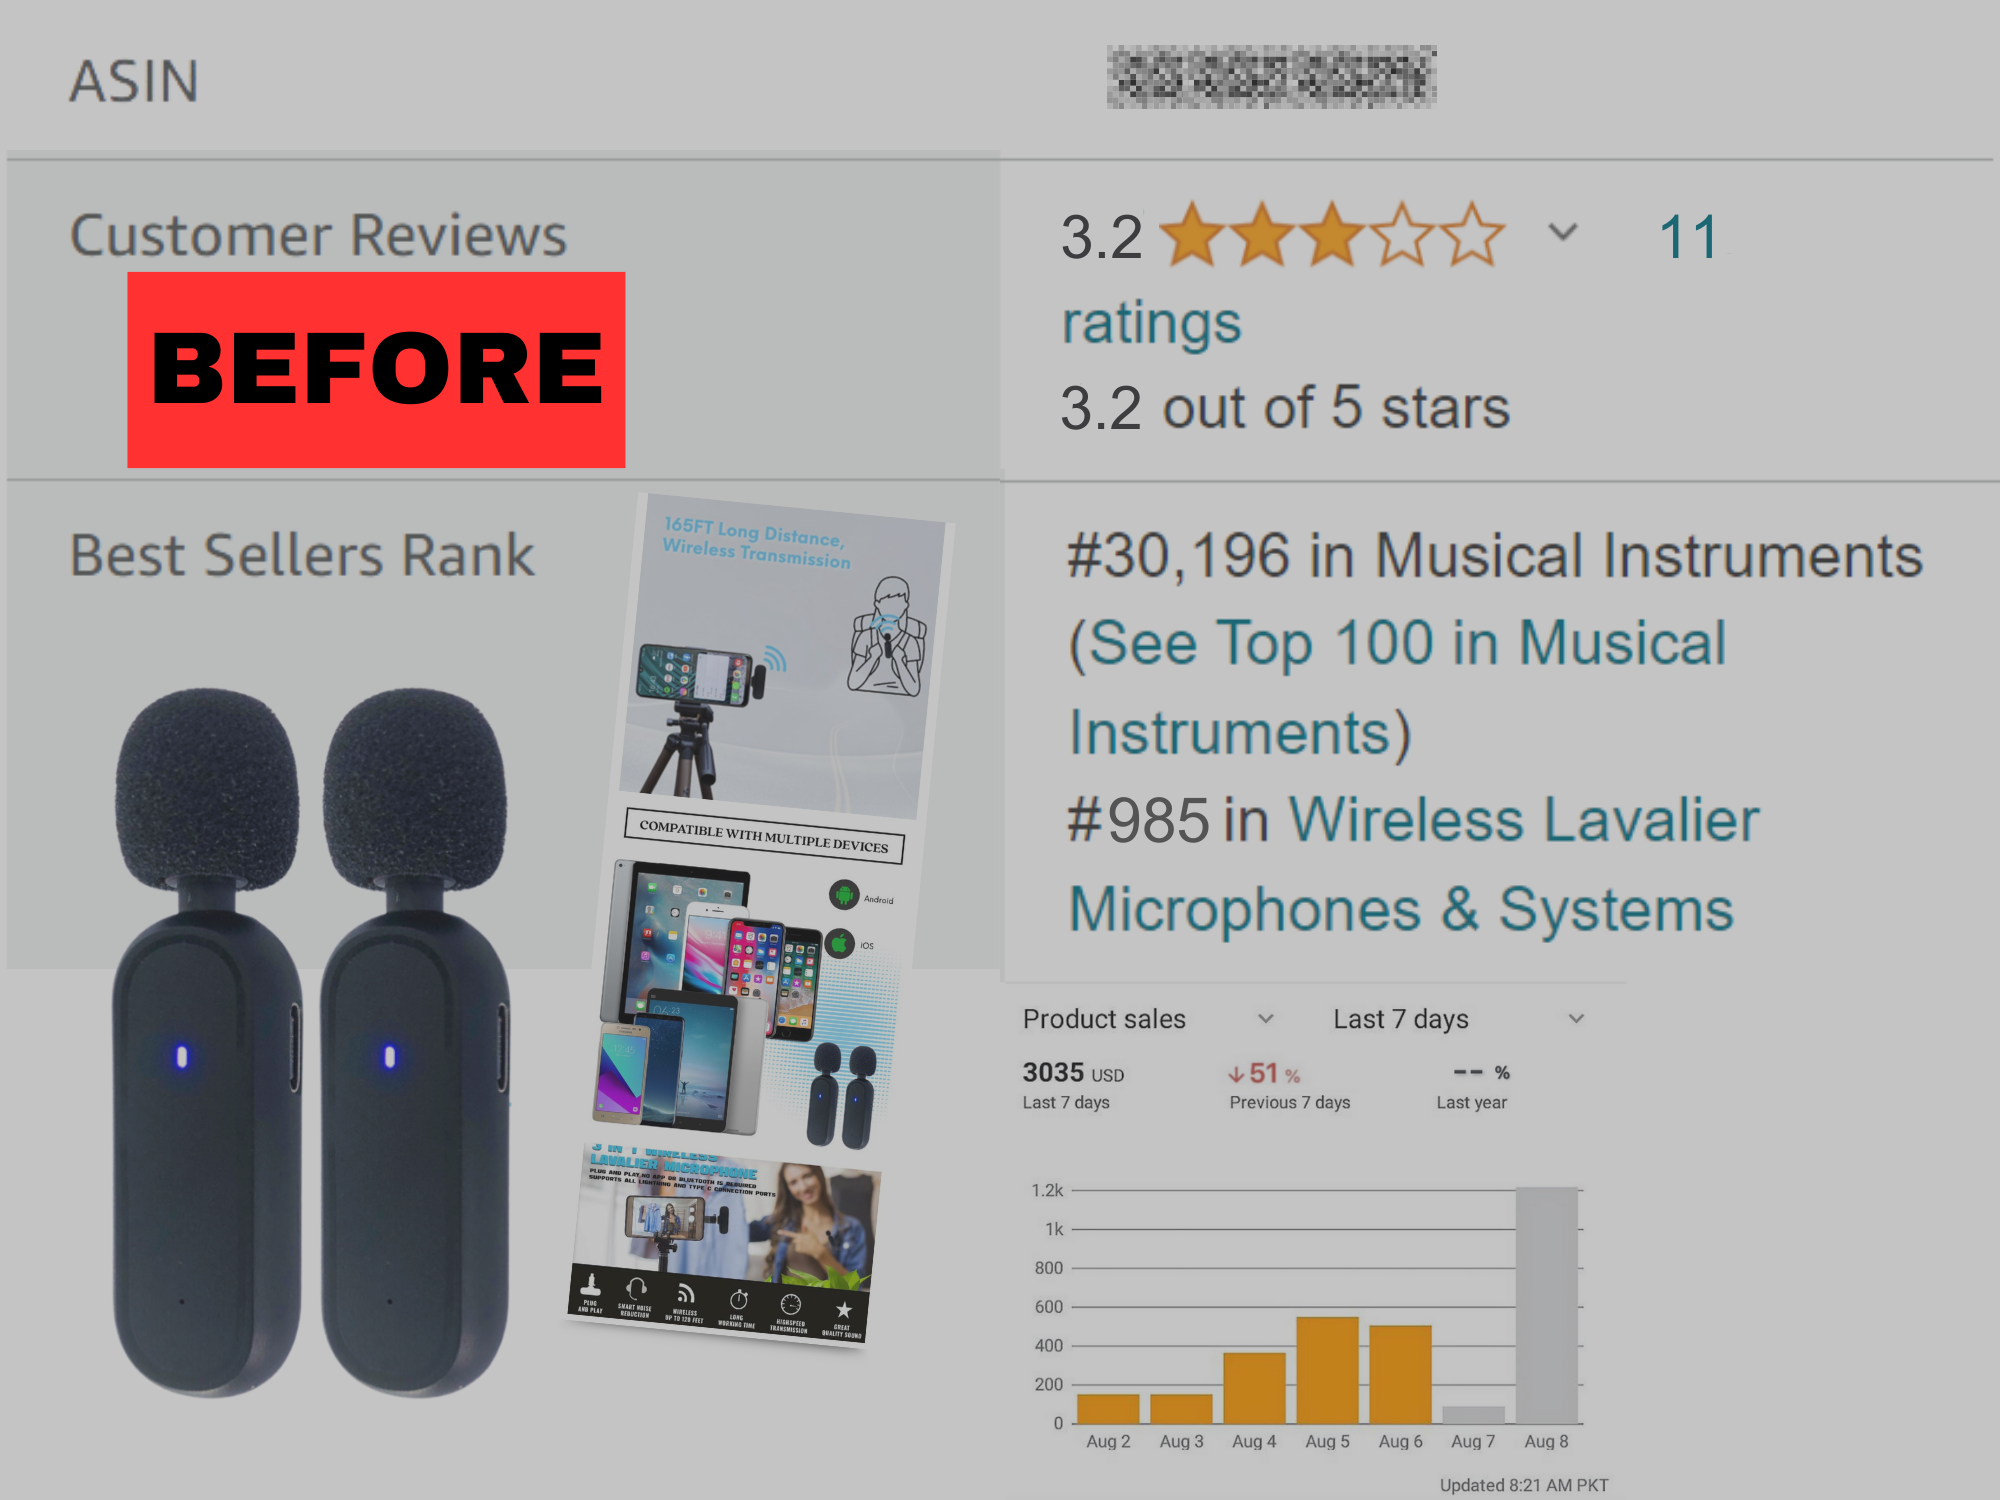 ASIN
Customer Reviews
BEFORE
3.2
11
ratings
3.2 out of 5 stars
Best Sellers Rank
#30,196 in Musical Instruments
(See Top 100 in Musical
Instruments)
#985 in Wireless Lavalier
Microphones & Systems
165FT Long Distance,
Wireless Transmission
COMPATIBLE WITH MULTIPLE DEVICES
Android
iOS
3 IN 1 WIRELESS
LAVALIER MICROPHONE
PLUG AND PLAY, NO APP OR BLUETOOTH IS REQUIRED
SUPPORTS ALL LIGHTNING AND TYPE C CONNECTION PORTS
PLUG
AND PLAY
SMART NOISE
REDUCTION
WIRELESS
UP TO 120 FEET
LONG
WORKING TIME
HIGHSPEED
TRANSMISSION
GREAT
QUALITY SOUND
Product sales
Last 7 days
3035 USD
↓51 %
-- %
Last 7 days
Previous 7 days
Last year
1.2k
1k
800
600
400
200
0
Aug 2
Aug 3
Aug 4
Aug 5
Aug 6
Aug 7
Aug 8
Updated 8:21 AM PKT